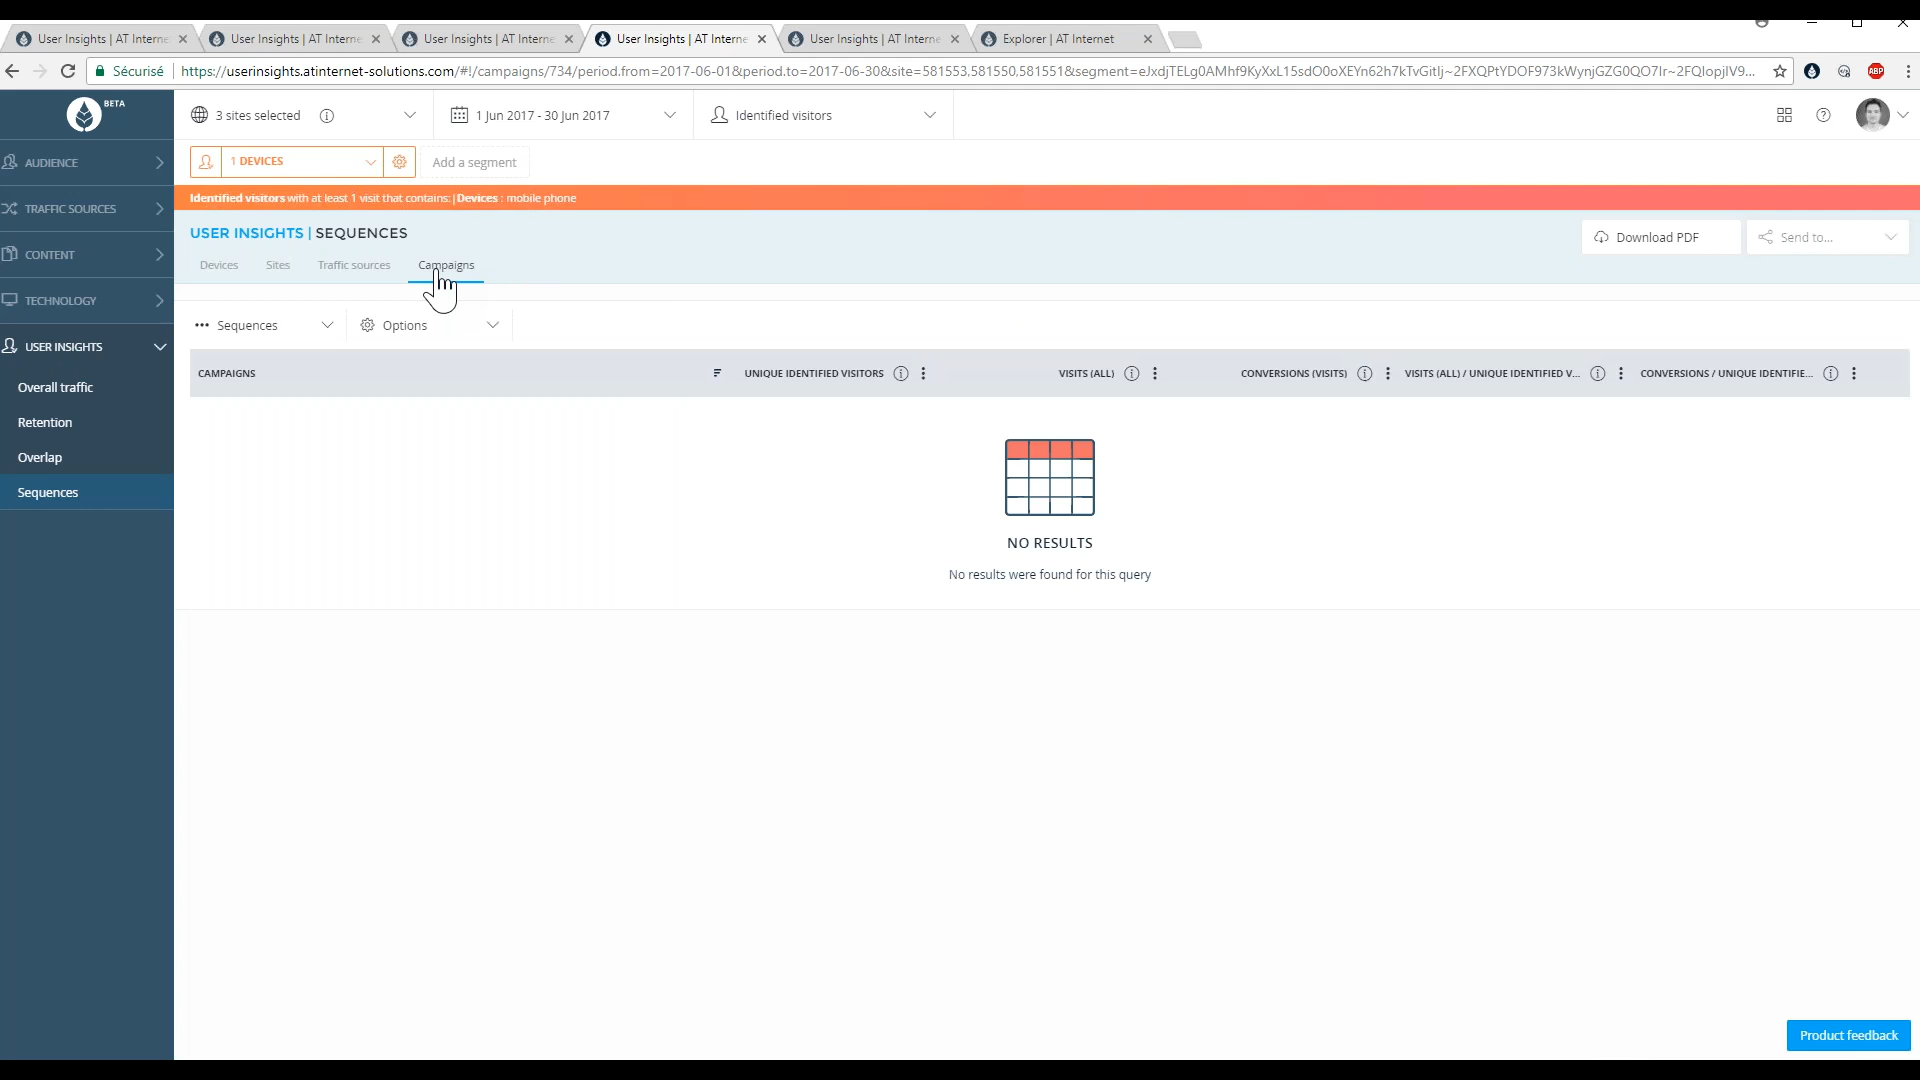 User Insights | AT Interne
User Insights | AT Interne
User Insights | AT Interne
User Insights | AT Interne
User Insights | AT Interne
Explorer | AT Internet
Sécurisé
https://userinsights.atinternet-solutions.com/#!/campaigns/734/period.from=2017-06-01&period.to=2017-06-30&site=581553,581550,581551&segment=eJxdjTELg0AMhf9KyXxL15sdO0oXEYn62h7kTvGitIj~2FXQPtYDOF973kWynjGZG0QO7Ir~2FQIopjIV9...
ABP
BETA
3 sites selected
1 Jun 2017 - 30 Jun 2017
Identified visitors
AUDIENCE
1 DEVICES
Add a segment
Identified visitors with at least 1 visit that contains:|Devices : mobile phone
TRAFFIC SOURCES
USER INSIGHTS | SEQUENCES
Download PDF
Send to...
CONTENT
Devices
Sites
Traffic sources
Campaigns
TECHNOLOGY
Sequences
Options
USER INSIGHTS
CAMPAIGNS
UNIQUE IDENTIFIED VISITORS
VISITS (ALL)
CONVERSIONS (VISITS)
VISITS (ALL) / UNIQUE IDENTIFIED V...
CONVERSIONS / UNIQUE IDENTIFIE...
Overall traffic
Retention
Overlap
Sequences
NO RESULTS
No results were found for this query
Product feedback